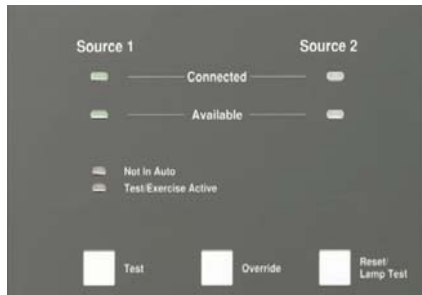 Source 1 Source 2
Connected
Available
Not In Auto
Test/Exercise Active
Test Override Reset/
Lamp Test